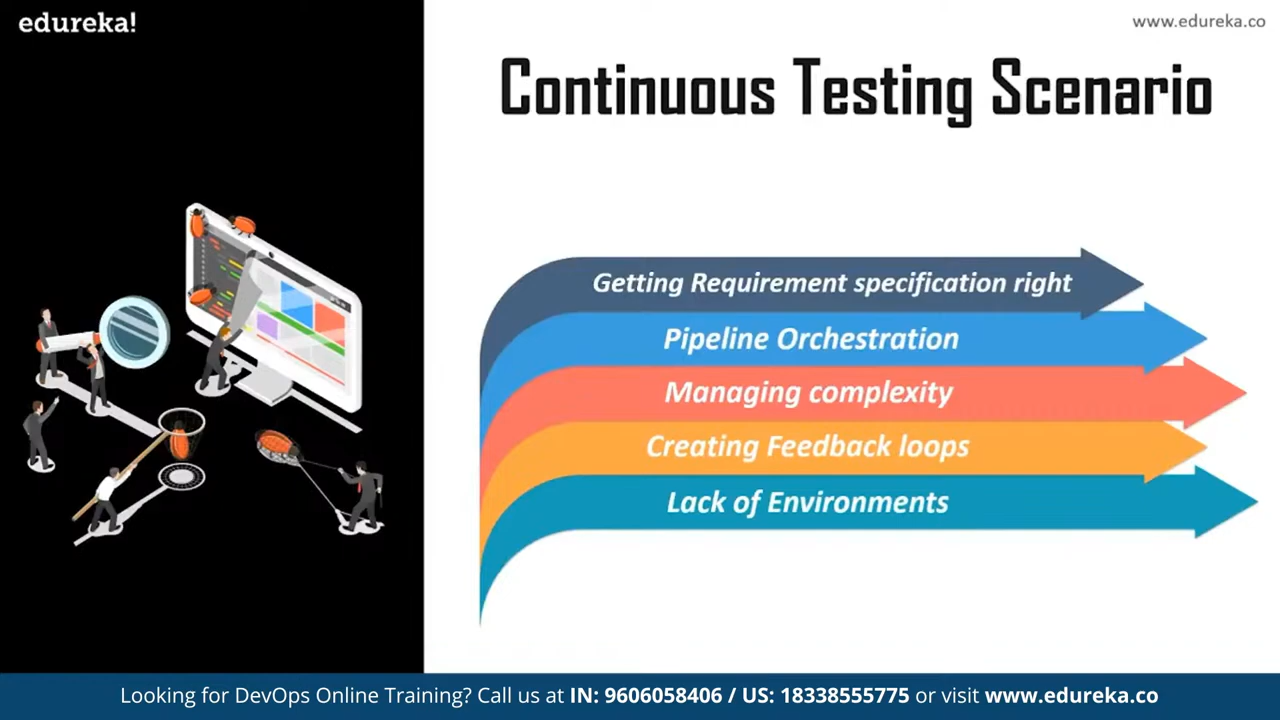 edureka!
www.edureka.co
Continuous Testing Scenario
Getting Requirement specification right
Pipeline Orchestration
Managing complexity
Creating Feedback loops
Lack of Environments
Looking for DevOps Online Training? Call us at IN: 9606058406 / US: 18338555775 or visit www.edureka.co